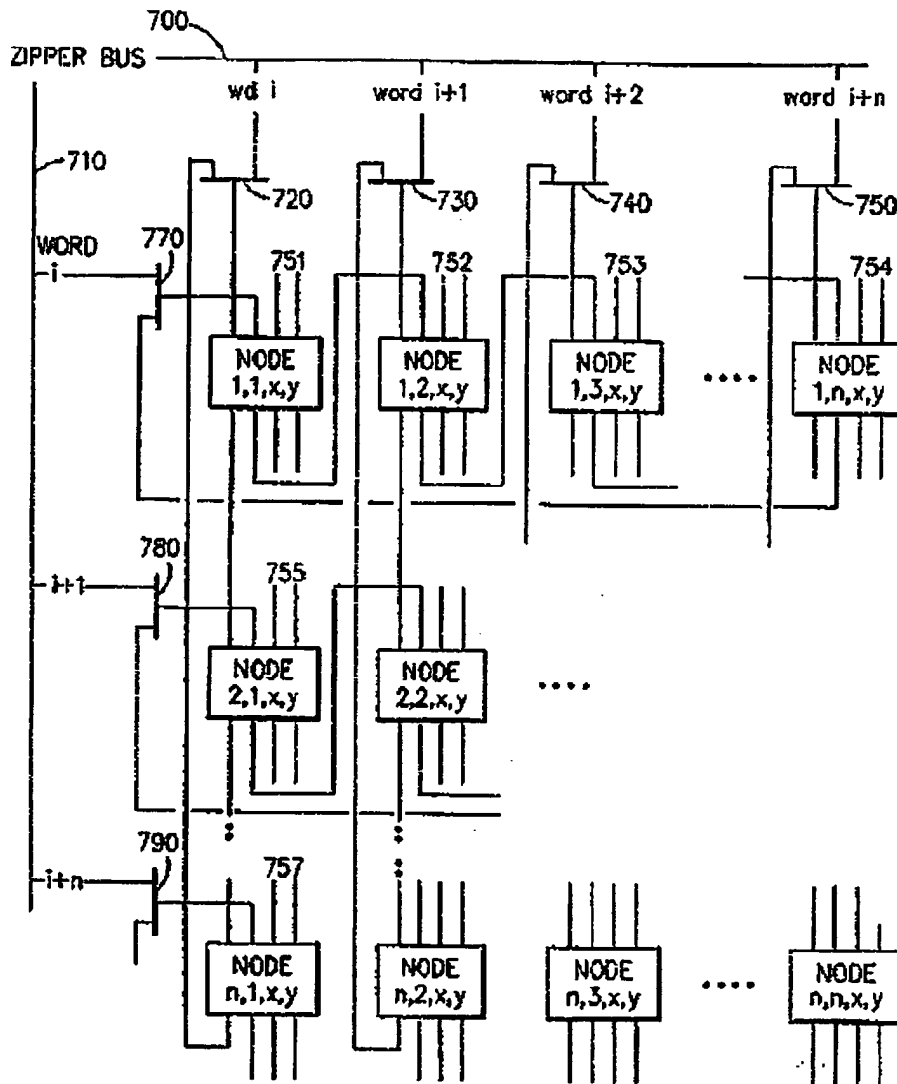 700
ZIPPER BUS
wd i word i+1 word i+2 word i+n
710
720 730 740 750
WORD
770
i
751 752 753 754
NODE 1,1,x,y
NODE 1,2,x,y
NODE 1,3,x,y
NODE 1,n,x,y
780
i+1
755
NODE 2,1,x,y
NODE 2,2,x,y
790
i+n
757
NODE n,1,x,y
NODE n,2,x,y
NODE n,3,x,y
NODE n,n,x,y